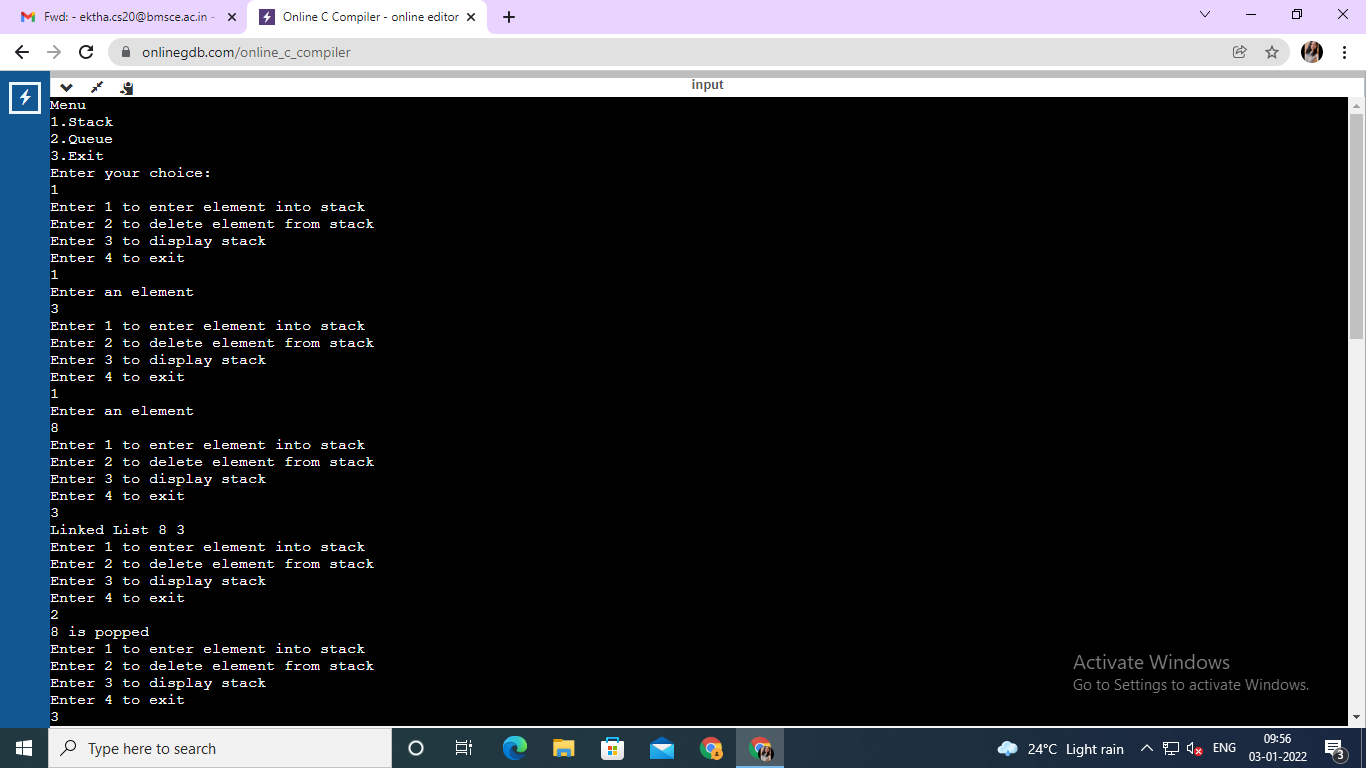 Fwd: - ektha.cs20@bmsce.ac.in -
Online C Compiler - online editor
onlinegdb.com/online_c_compiler
input
Menu
1.Stack
2.Queue
3.Exit
Enter your choice:
1
Enter 1 to enter element into stack
Enter 2 to delete element from stack
Enter 3 to display stack
Enter 4 to exit
1
Enter an element
3
Enter 1 to enter element into stack
Enter 2 to delete element from stack
Enter 3 to display stack
Enter 4 to exit
1
Enter an element
8
Enter 1 to enter element into stack
Enter 2 to delete element from stack
Enter 3 to display stack
Enter 4 to exit
3
Linked List 8 3
Enter 1 to enter element into stack
Enter 2 to delete element from stack
Enter 3 to display stack
Enter 4 to exit
2
8 is popped
Enter 1 to enter element into stack
Enter 2 to delete element from stack
Enter 3 to display stack
Enter 4 to exit
3
Activate Windows
Go to Settings to activate Windows.
Type here to search
24°C Light rain
ENG
09:56
03-01-2022
3